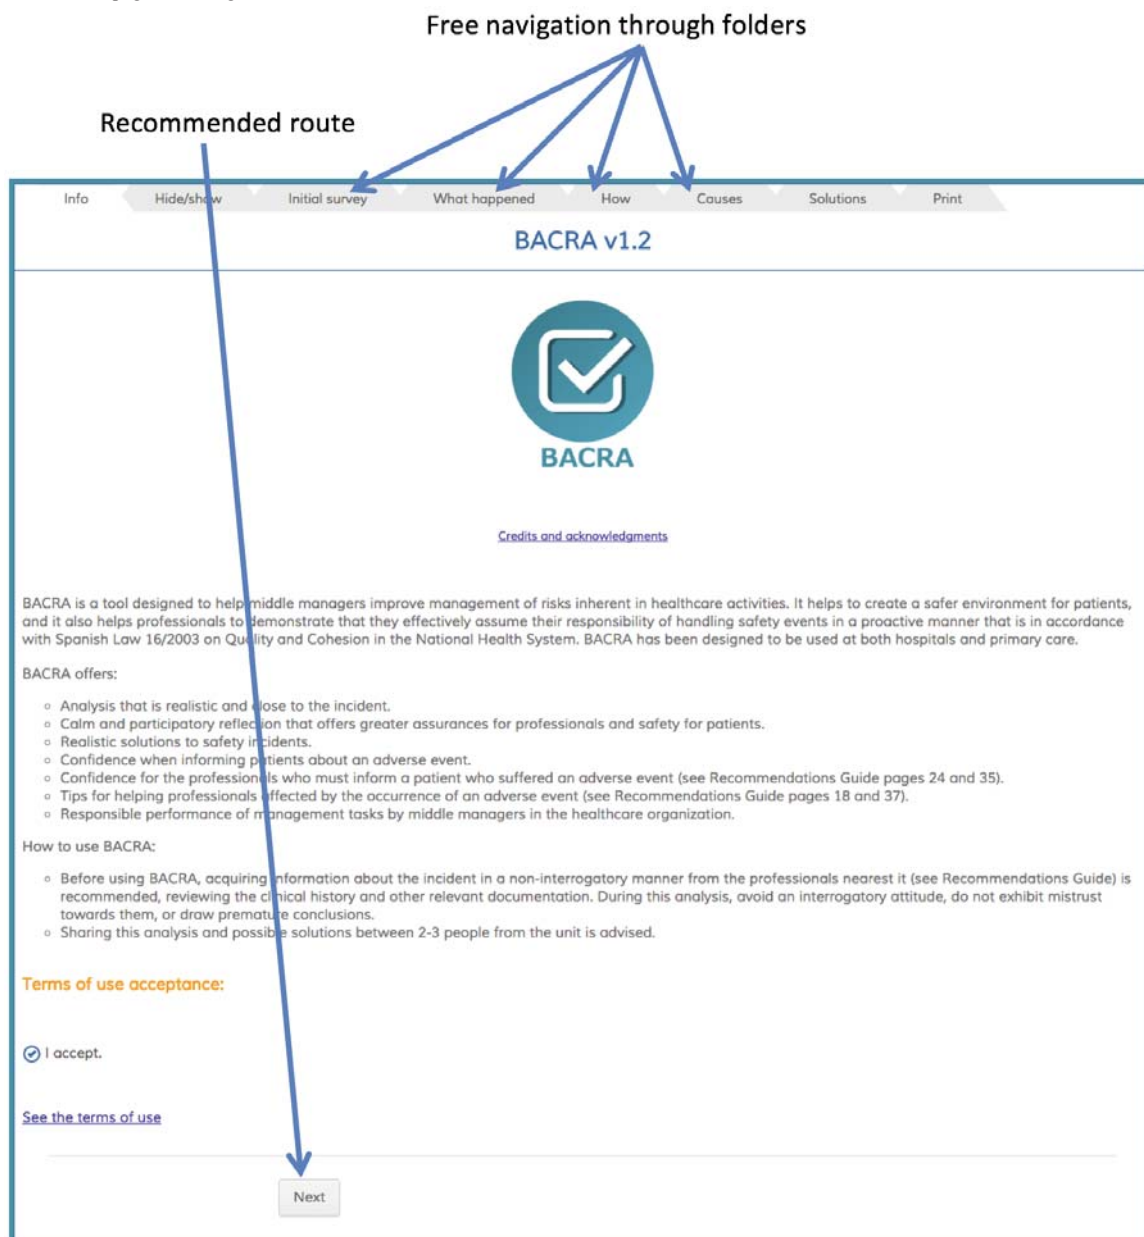 Free navigation through folders
Recommended route
Info Hide/show Initial survey What happened How Causes Solutions Print
BACRA v1.2
BACRA
Credits and acknowledgments
BACRA is a tool designed to help middle managers improve management of risks inherent in healthcare activities. It helps to create a safer environment for patients,
and it also helps professionals to demonstrate that they effectively assume their responsibility of handling safety events in a proactive manner that is in accordance
with Spanish Law 16/2003 on Quality and Cohesion in the National Health System. BACRA has been designed to be used at both hospitals and primary care.
BACRA offers:
Analysis that is realistic and close to the incident.
Calm and participatory reflection that offers greater assurances for professionals and safety for patients.
Realistic solutions to safety incidents.
Confidence when informing patients about an adverse event.
Confidence for the professionals who must inform a patient who suffered an adverse event (see Recommendations Guide pages 24 and 35).
Tips for helping professionals affected by the occurrence of an adverse event (see Recommendations Guide pages 18 and 37).
Responsible performance of management tasks by middle managers in the healthcare organization.
How to use BACRA:
Before using BACRA, acquiring information about the incident in a non-interrogatory manner from the professionals nearest it (see Recommendations Guide) is
recommended, reviewing the clinical history and other relevant documentation. During this analysis, avoid an interrogatory attitude, do not exhibit mistrust
towards them, or draw premature conclusions.
Sharing this analysis and possible solutions between 2-3 people from the unit is advised.
Terms of use acceptance:
I accept.
See the terms of use
Next